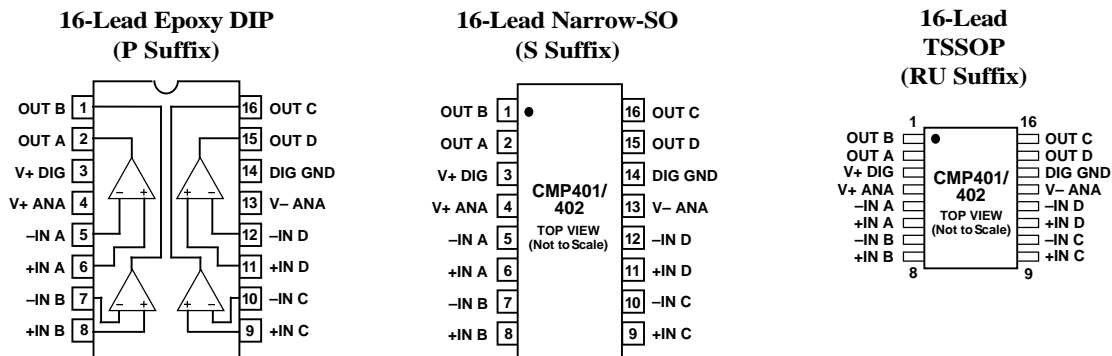 16-Lead Epoxy DIP
(P Suffix)
OUT B 1
16 OUT C
OUT A 2
15 OUT D
V+ DIG 3
14 DIG GND
V+ ANA 4
13 V– ANA
–IN A 5
12 –IN D
+IN A 6
11 +IN D
–IN B 7
10 –IN C
+IN B 8
9 +IN C
– +
+ –
– +
+ –
16-Lead Narrow-SO
(S Suffix)
OUT B 1
16 OUT C
OUT A 2
15 OUT D
V+ DIG 3
14 DIG GND
V+ ANA 4
13 V– ANA
–IN A 5
12 –IN D
+IN A 6
11 +IN D
–IN B 7
10 –IN C
+IN B 8
9 +IN C
CMP401/
402
TOP VIEW
(Not to Scale)
16-Lead
TSSOP
(RU Suffix)
1
16
OUT B
OUT C
OUT A
OUT D
V+ DIG
DIG GND
V+ ANA
V– ANA
–IN A
–IN D
+IN A
+IN D
–IN B
–IN C
+IN B
+IN C
8
9
CMP401/
402
TOP VIEW
(Not to Scale)